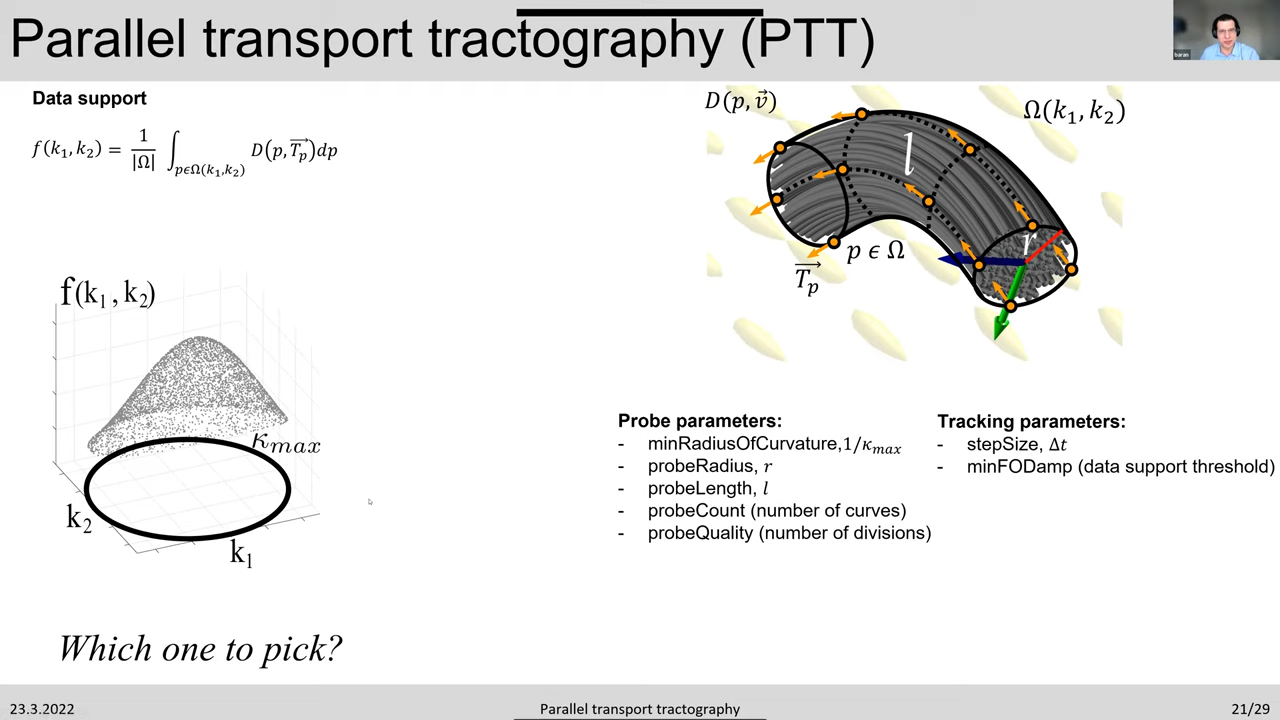 Parallel transport tractography (PTT)
baran
Data support
f(k₁, k₂) = 1/|Ω| ∫p∈Ω(k₁,k₂) D(p, T⃗ₚ)dp
D(p, v⃗)
Ω(k₁, k₂)
l
r
p ϵ Ω
T⃗ₚ
f(k₁, k₂)
κmax
k₂
k₁
Probe parameters:
- minRadiusOfCurvature,1/κmax
- probeRadius, r
- probeLength, l
- probeCount (number of curves)
- probeQuality (number of divisions)
Tracking parameters:
- stepSize, Δt
- minFODamp (data support threshold)
Which one to pick?
23.3.2022
Parallel transport tractography
21/29